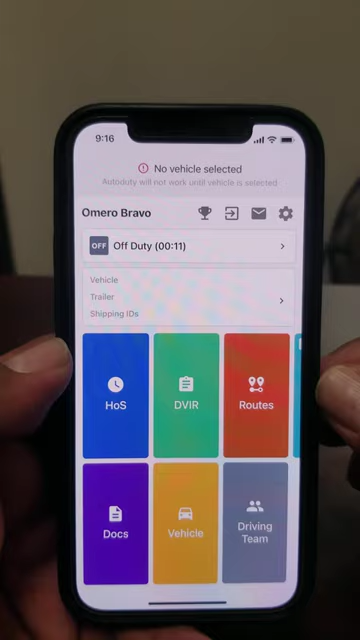 9:16
No vehicle selected
Autoduty will not work until vehicle is selected
Omero Bravo
OFF Off Duty (00:11)
Vehicle
Trailer
Shipping IDs
HoS
DVIR
Routes
Docs
Vehicle
Driving
Team